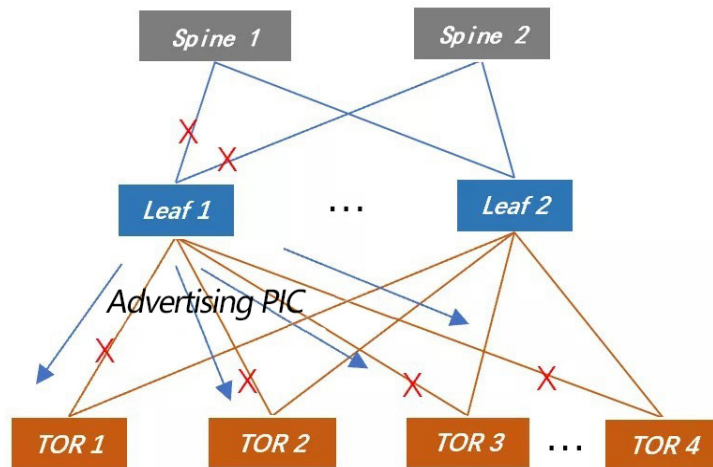 Spine 1
Spine 2
Leaf 1
...
Leaf 2
Advertising PIC
TOR 1
TOR 2
TOR 3
...
TOR 4